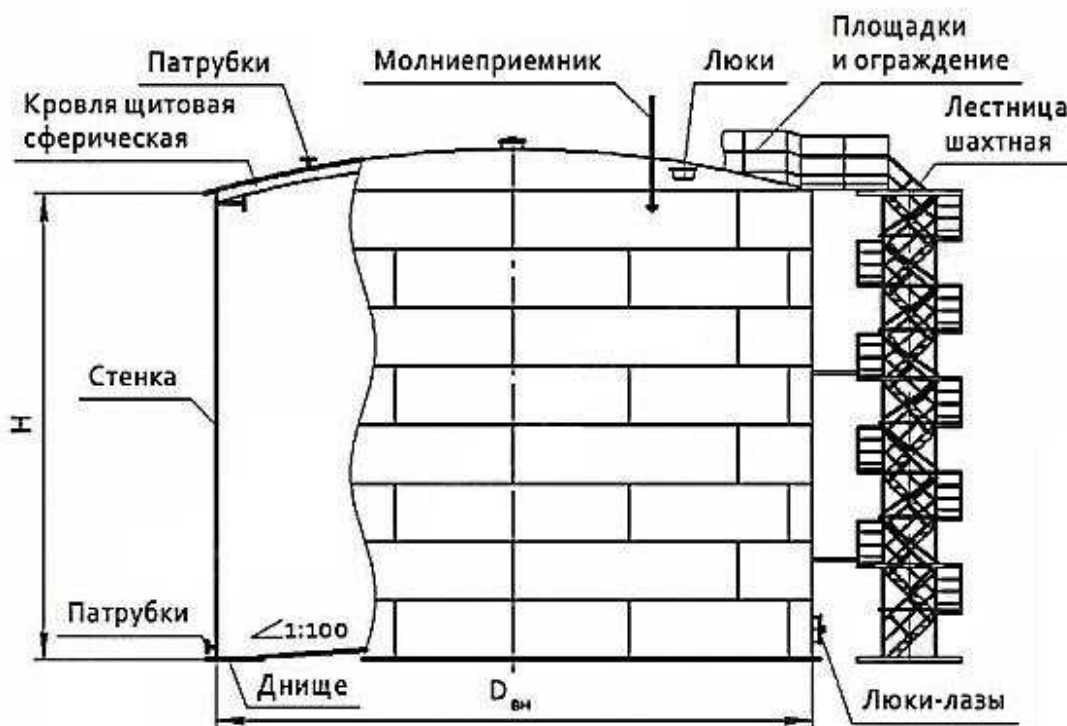 Площадки
и ограждение
Патрубки
Молниеприемник
Люки
Кровля щитовая
сферическая
Лестница
шахтная
Стенка
H
Патрубки
1:100
Днище
Dвн
Люки-лазы